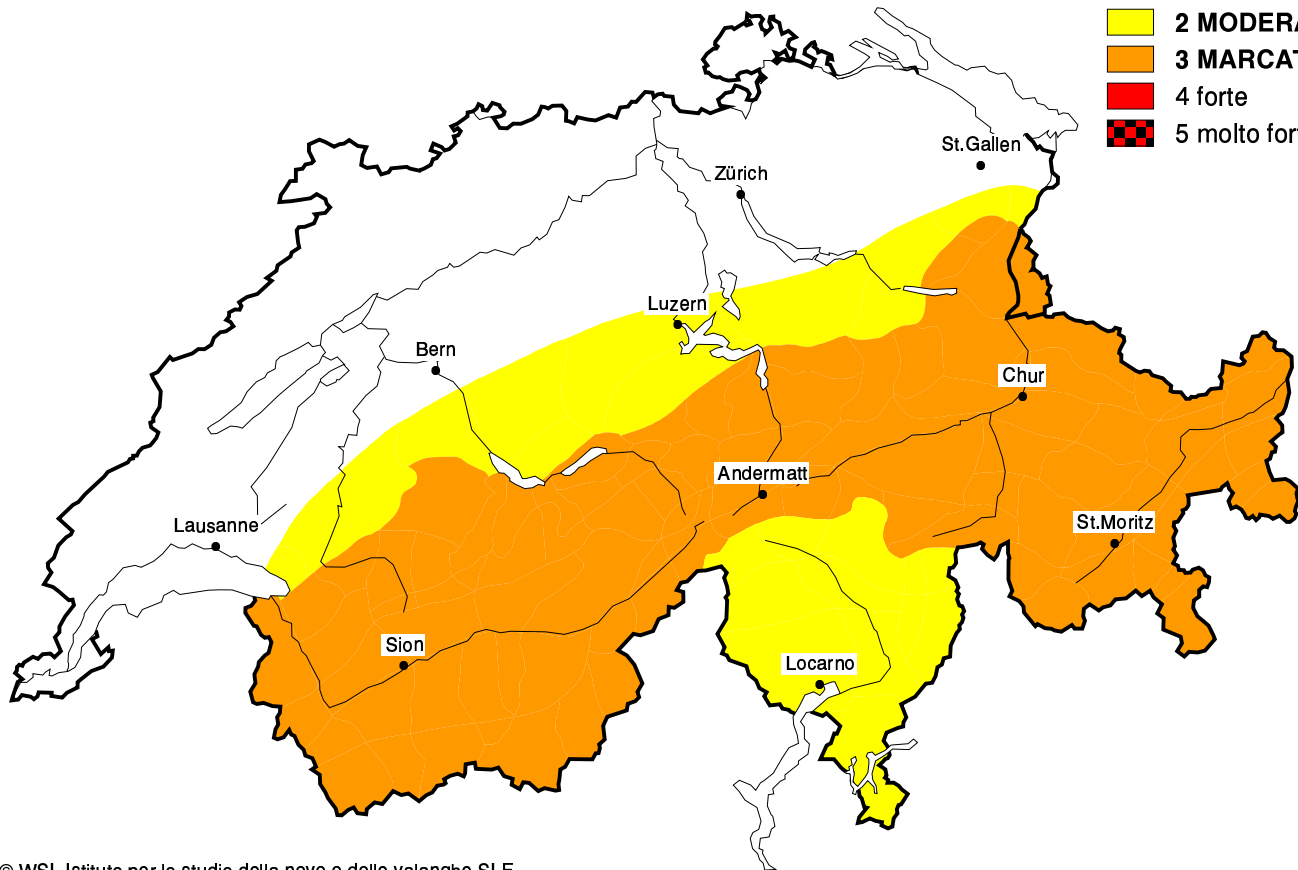 2 MODERA
3 MARCAT
4 forte
5 molto fort
St.Gallen
Zürich
Luzern
Bern
Chur
Andermatt
St.Moritz
Lausanne
Sion
Locarno
© WSL Istituto per lo studio della neve e delle valanghe SLF